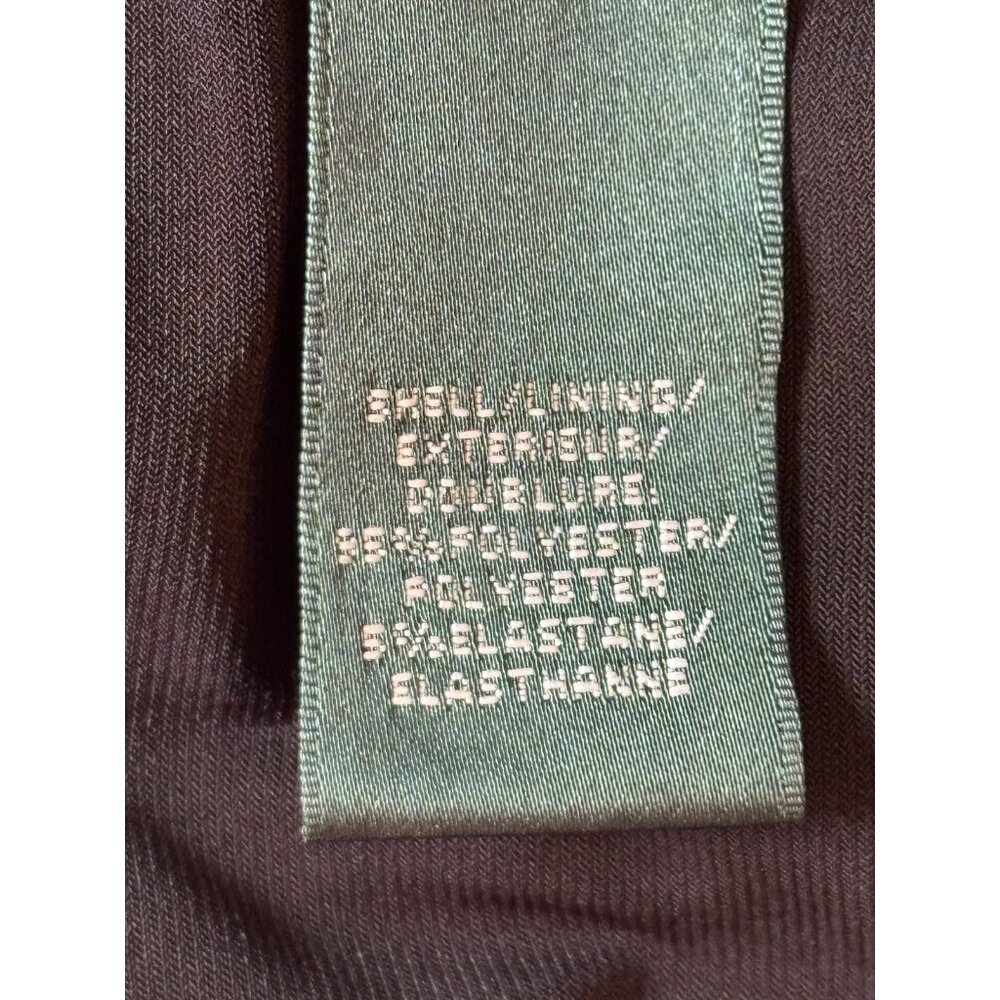 SHELL/LINING/
EXTERIEUR/
DOUBLURE:
95% POLYESTER/
POLYESTER
5% ELASTANE/
ELASTHANNE